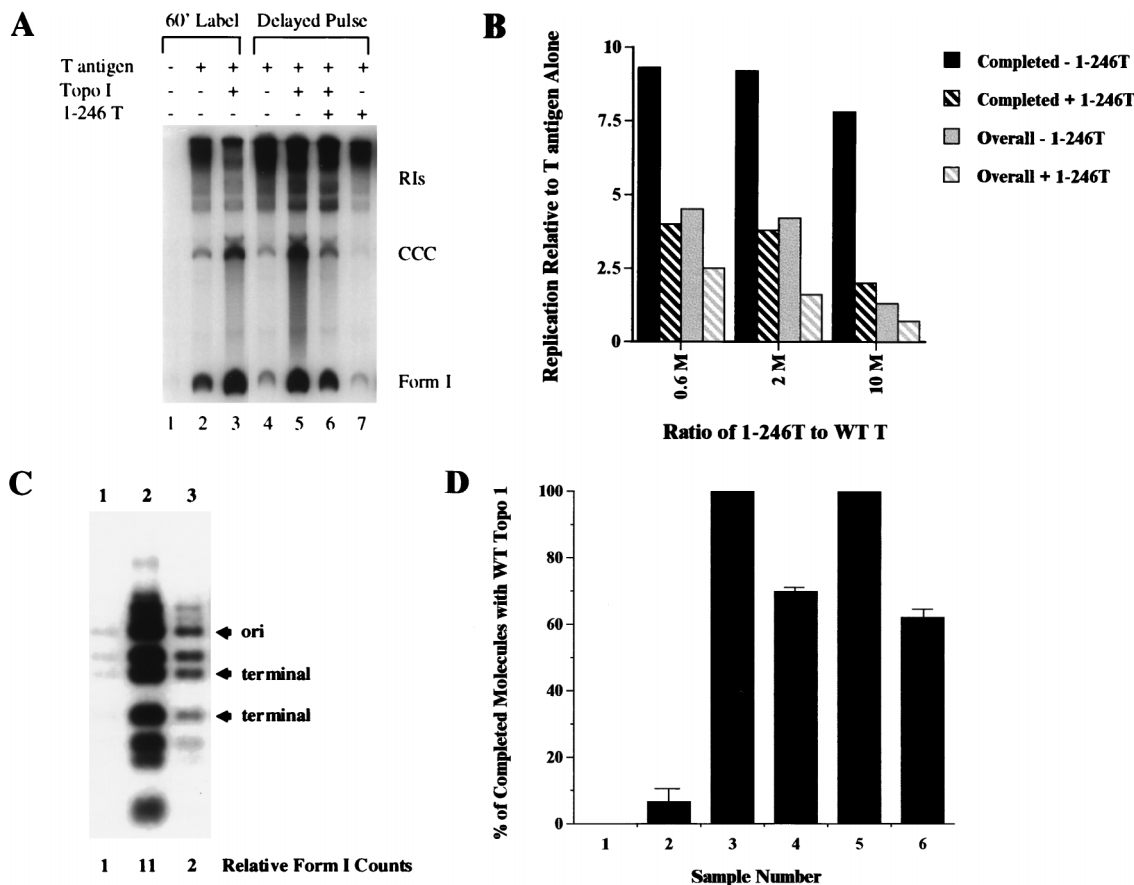 A
60' Label Delayed Pulse
T antigen - + + + + + +
Topo I - - + - + + -
1-246 T - - - - - + +
RIs
CCC
Form I
1 2 3 4 5 6 7
B
Replication Relative to T antigen Alone
10
7.5
5
2.5
0
0.6 M 2 M 10 M
Ratio of 1-246T to WT T
Completed - 1-246T
Completed + 1-246T
Overall - 1-246T
Overall + 1-246T
C
1 2 3
ori
terminal
terminal
1 11 2 Relative Form I Counts
D
% of Completed Molecules with WT Topo 1
100
80
60
40
20
0
1 2 3 4 5 6
Sample Number